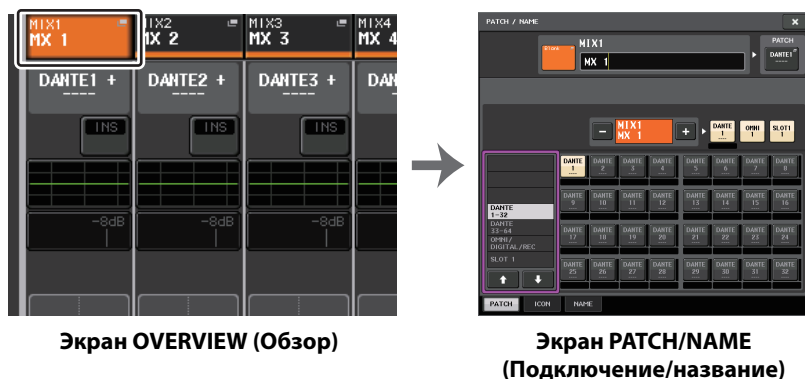 MIX1
MX 1
MIX2
MX 2
MIX3
MX 3
MIX4
MX 4
DANTE1 +
----
DANTE2 +
----
DANTE3 +
----
DAN
INS
INS
INS
-8dB
-8dB
-8dB
Экран OVERVIEW (Обзор)
PATCH / NAME
Blank
MIX1
MX 1
PATCH
DANTE1
----
MIX1
MX 1
DANTE 1
OMNI 1
SLOT1 1
DANTE 1-32
DANTE 33-64
OMNI/
DIGITAL/REC
SLOT 1
DANTE 1
DANTE 2
DANTE 3
DANTE 4
DANTE 5
DANTE 6
DANTE 7
DANTE 8
DANTE 9
DANTE 10
DANTE 11
DANTE 12
DANTE 13
DANTE 14
DANTE 15
DANTE 16
DANTE 17
DANTE 18
DANTE 19
DANTE 20
DANTE 21
DANTE 22
DANTE 23
DANTE 24
DANTE 25
DANTE 26
DANTE 27
DANTE 28
DANTE 29
DANTE 30
DANTE 31
DANTE 32
PATCH
ICON
NAME
Экран PATCH/NAME
(Подключение/название)